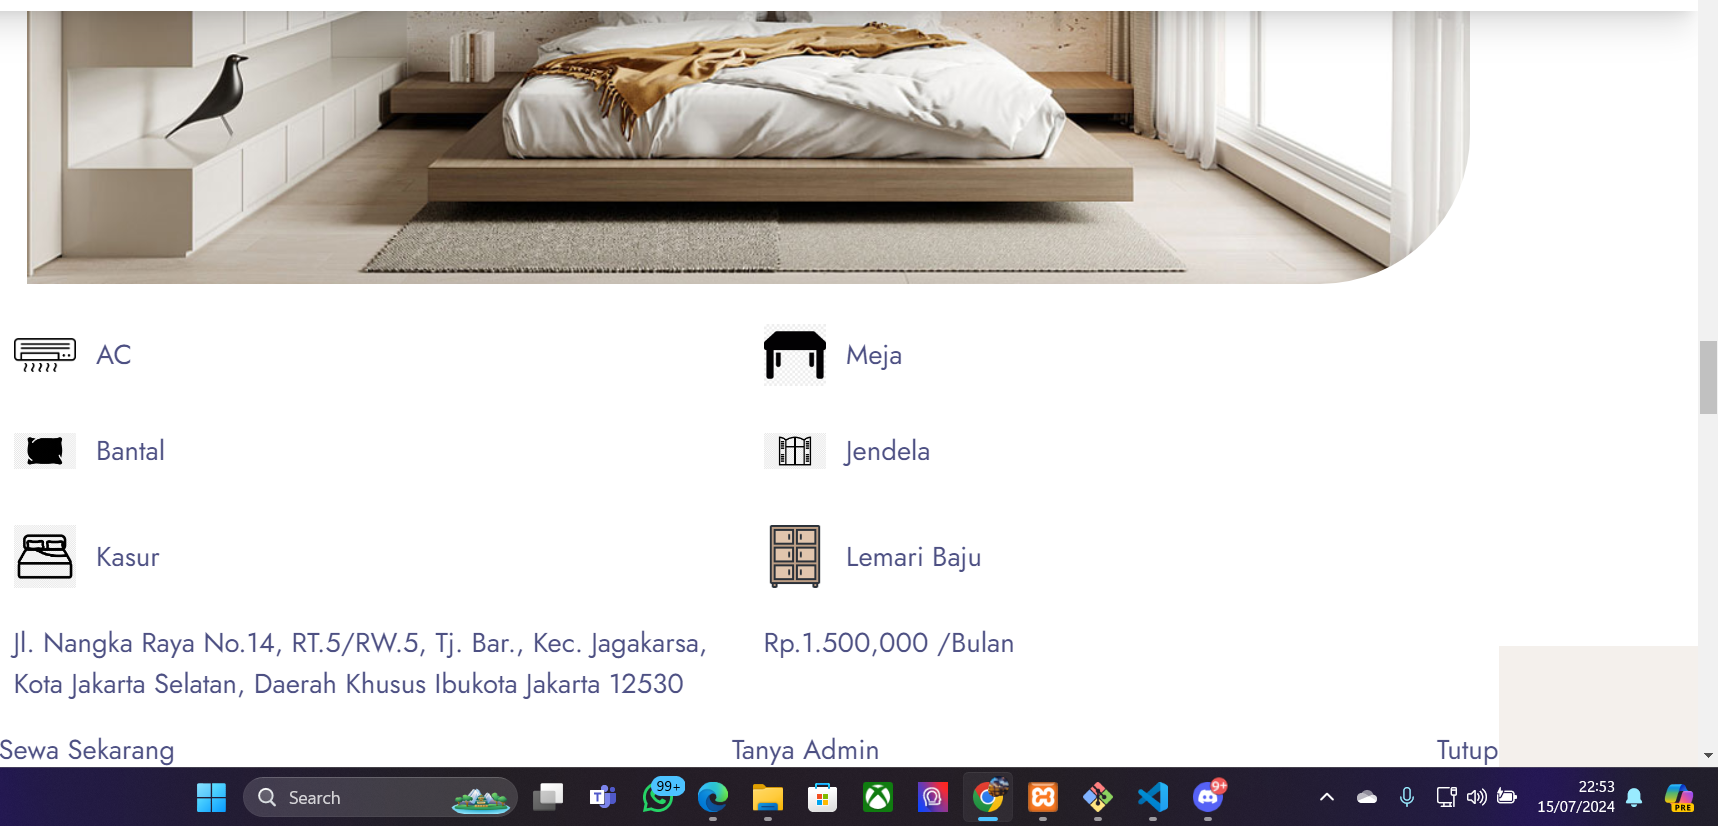 AC
Meja
Bantal
Jendela
Kasur
Lemari Baju
Jl. Nangka Raya No.14, RT.5/RW.5, Tj. Bar., Kec. Jagakarsa,
Kota Jakarta Selatan, Daerah Khusus Ibukota Jakarta 12530
Rp.1.500,000 /Bulan
Sewa Sekarang
Tanya Admin
Tutup
Search
99+
9+
22:53
15/07/2024
PRE